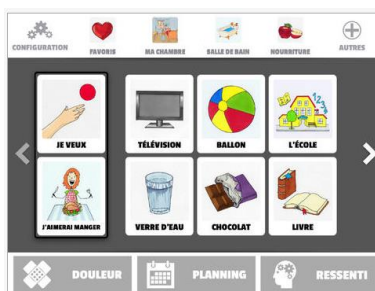 CONFIGURATION
FAVORIS
MA CHAMBRE
SALLE DE BAIN
NOURRITURE
AUTRES
JE VEUX
TÉLÉVISION
BALLON
L'ÉCOLE
J'AIMERAI MANGER
VERRE D'EAU
CHOCOLAT
LIVRE
DOULEUR
PLANNING
RESSENTI